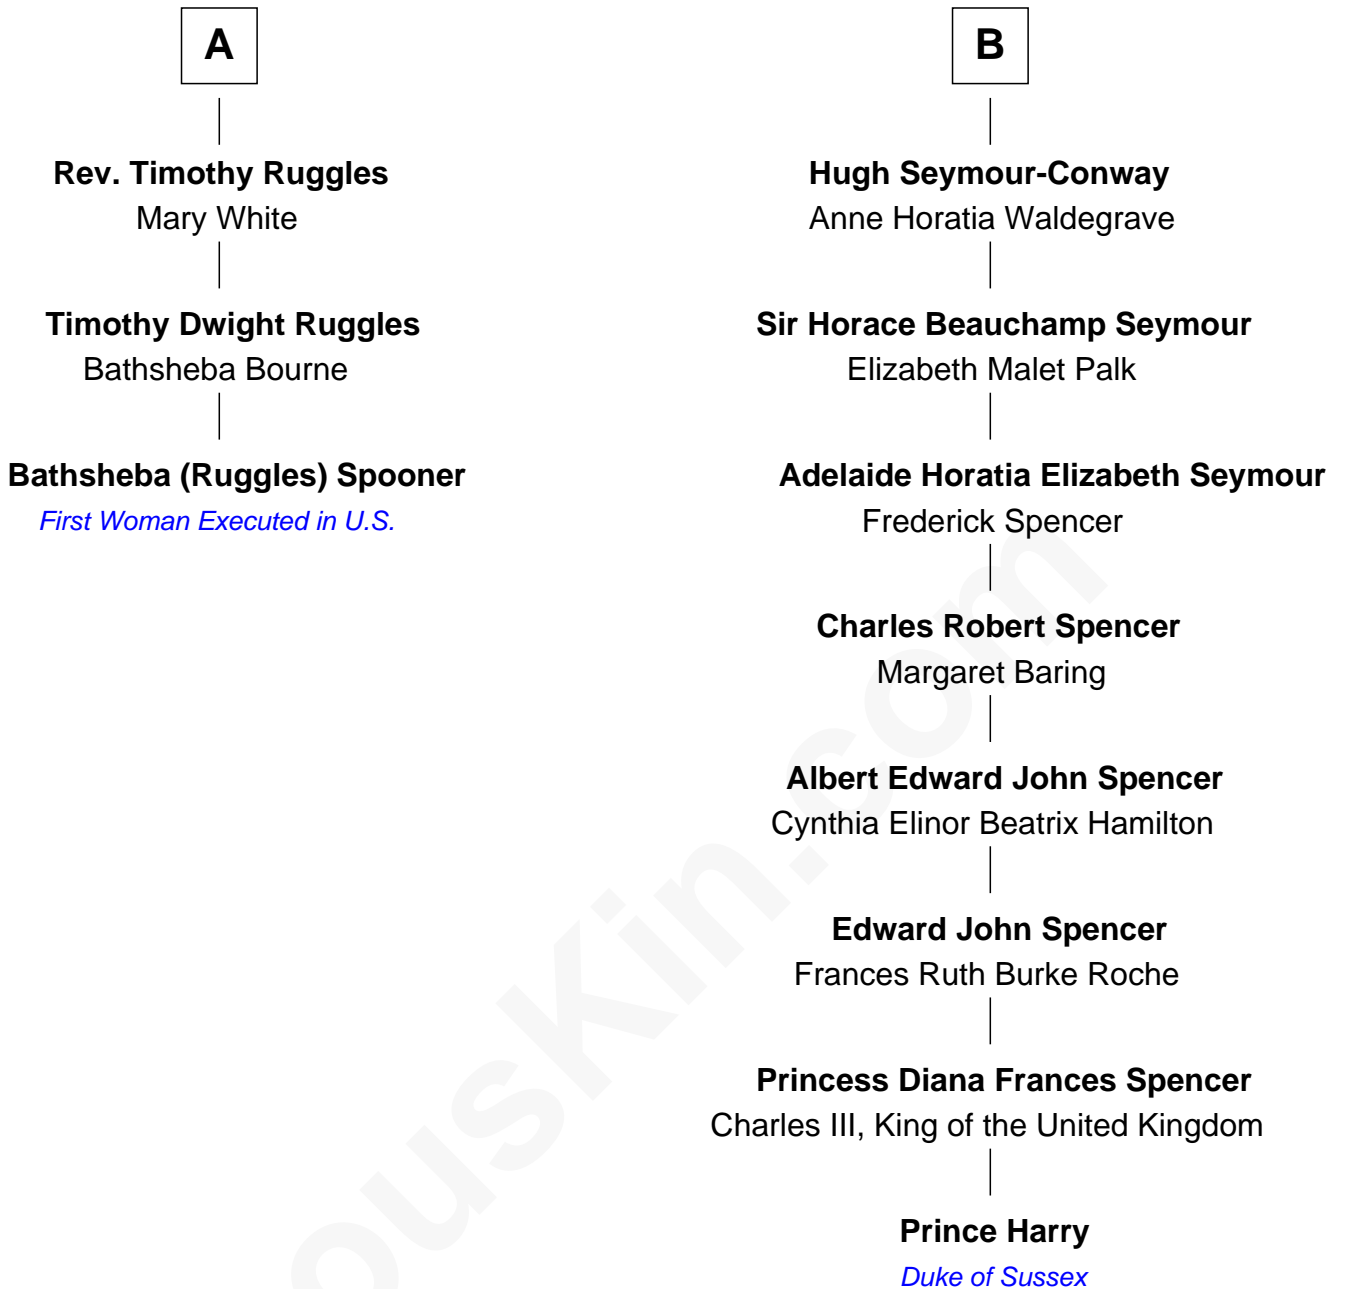 A
Rev. Timothy Ruggles
Mary White
Timothy Dwight Ruggles
Bathsheba Bourne
Bathsheba (Ruggles) Spooner
First Woman Executed in U.S.
B
Hugh Seymour-Conway
Anne Horatia Waldegrave
Sir Horace Beauchamp Seymour
Elizabeth Malet Palk
Adelaide Horatia Elizabeth Seymour
Frederick Spencer
Charles Robert Spencer
Margaret Baring
Albert Edward John Spencer
Cynthia Elinor Beatrix Hamilton
Edward John Spencer
Frances Ruth Burke Roche
Princess Diana Frances Spencer
Charles III, King of the United Kingdom
Prince Harry
Duke of Sussex
ousKin.com